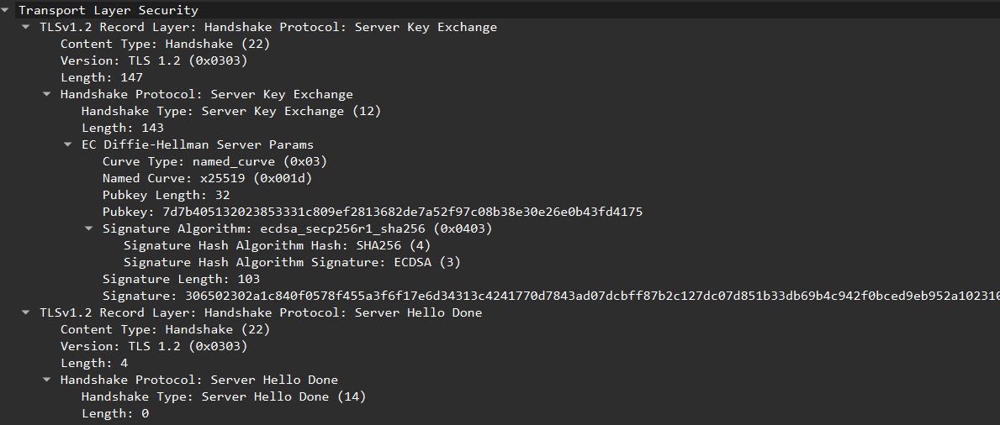 Transport Layer Security
TLSv1.2 Record Layer: Handshake Protocol: Server Key Exchange
Content Type: Handshake (22)
Version: TLS 1.2 (0x0303)
Length: 147
Handshake Protocol: Server Key Exchange
Handshake Type: Server Key Exchange (12)
Length: 143
EC Diffie-Hellman Server Params
Curve Type: named_curve (0x03)
Named Curve: x25519 (0x001d)
Pubkey Length: 32
Pubkey: 7d7b405132023853331c809ef2813682de7a52f97c08b38e30e26e0b43fd4175
Signature Algorithm: ecdsa_secp256r1_sha256 (0x0403)
Signature Hash Algorithm Hash: SHA256 (4)
Signature Hash Algorithm Signature: ECDSA (3)
Signature Length: 103
Signature: 306502302a1c840f0578f455a3f6f17e6d34313c4241770d7843ad07dcbff87b2c127dc07d851b33db69b4c942f0bced9eb952a102310
TLSv1.2 Record Layer: Handshake Protocol: Server Hello Done
Content Type: Handshake (22)
Version: TLS 1.2 (0x0303)
Length: 4
Handshake Protocol: Server Hello Done
Handshake Type: Server Hello Done (14)
Length: 0